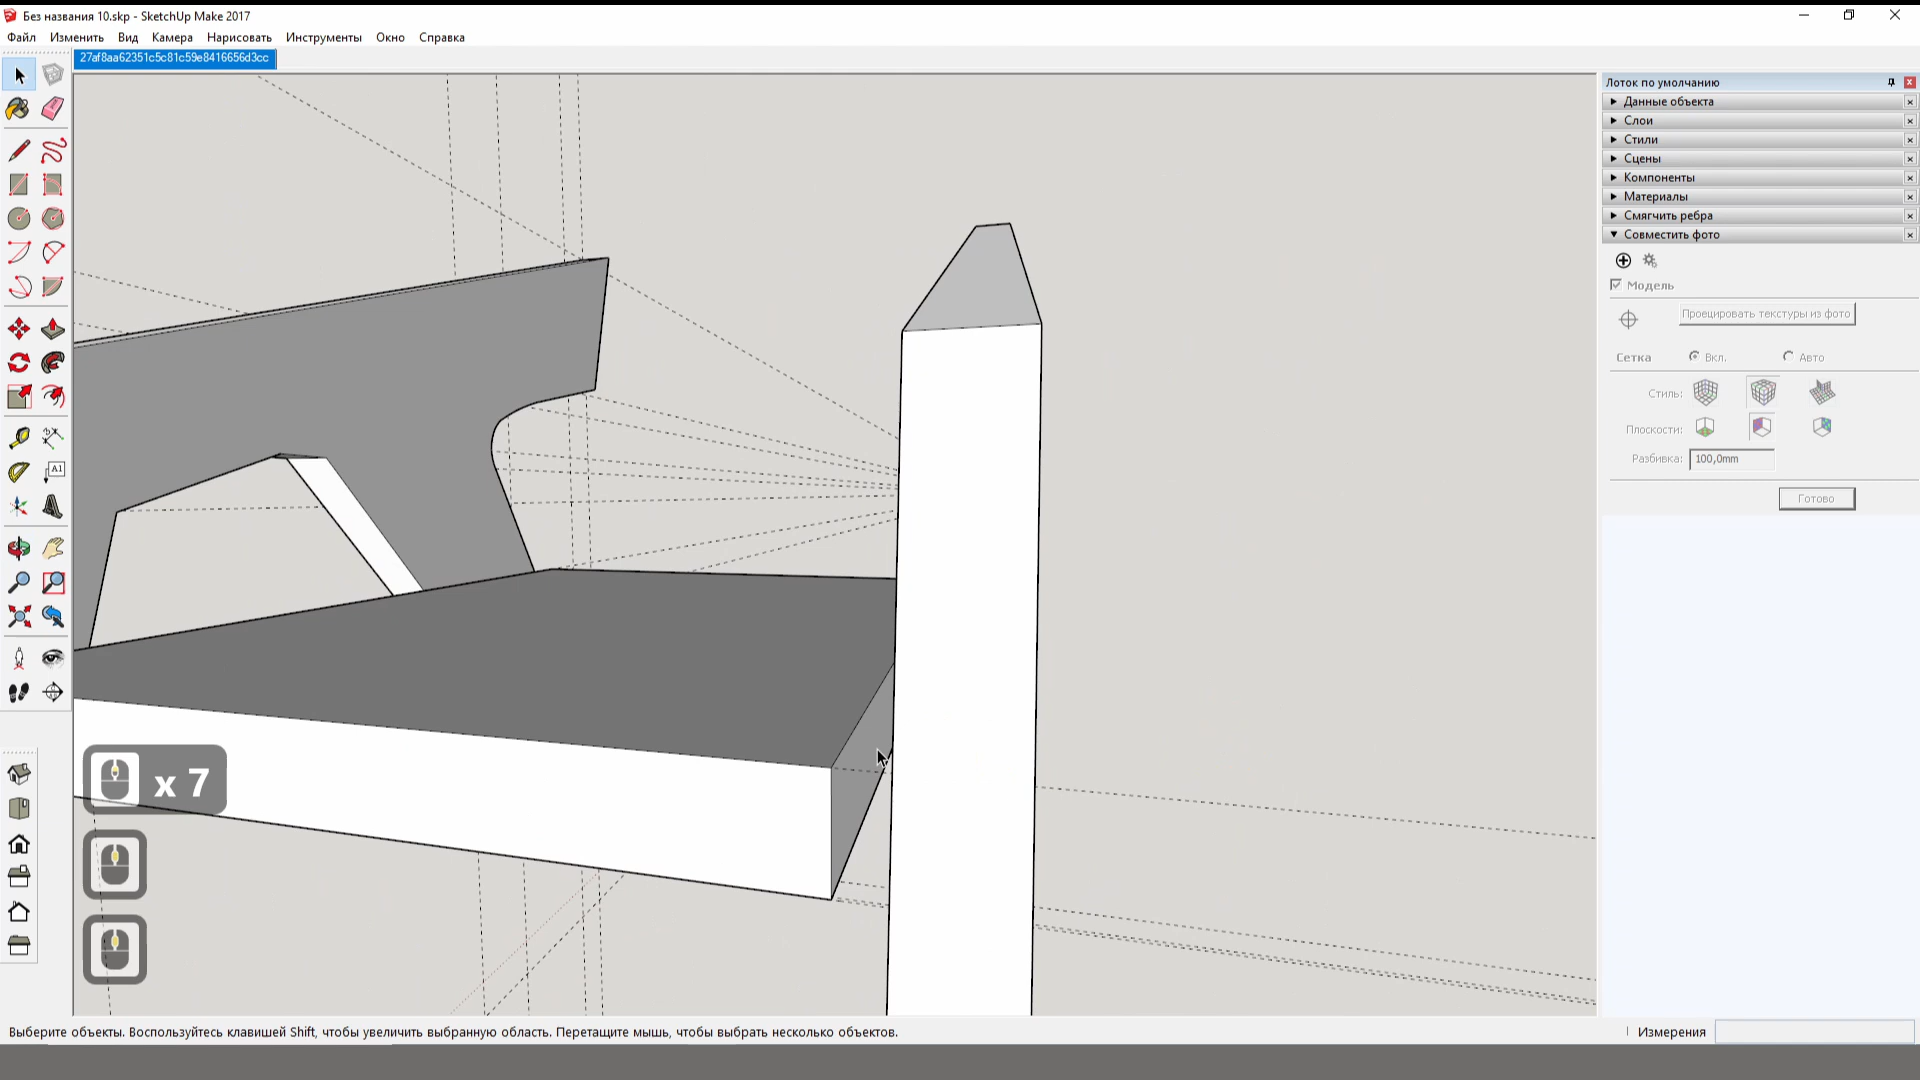 Без названия 10.skp - SketchUp Make 2017
Файл Изменить Вид Камера Нарисовать Инструменты Окно Справка
27af8aa62351c5c81c59e8416656d3cc
Лоток по умолчанию
Данные объекта
Слои
Стили
Сцены
Компоненты
Материалы
Смягчить ребра
Совместить фото
Модель
Проецировать текстуры из фото
Сетка Вкл. Авто
Стиль:
Плоскости:
Разбивка: 100,0mm
Готово
A1
x 7
Выберите объекты. Воспользуйтесь клавишей Shift, чтобы увеличить выбранную область. Перетащите мышь, чтобы выбрать несколько объектов.
Измерения